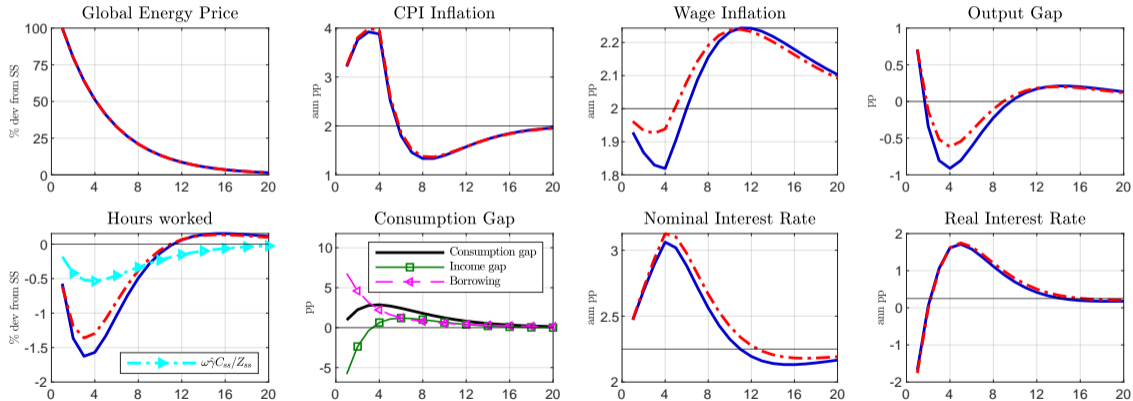 Global Energy Price
CPI Inflation
Wage Inflation
Output Gap
% dev from SS
100
75
50
25
0
0 4 8 12 16 20
ann pp
4
3
2
1
0 4 8 12 16 20
ann pp
2.2
2.1
2
1.9
1.8
0 4 8 12 16 20
pp
1
0.5
0
-0.5
-1
0 4 8 12 16 20
Hours worked
Consumption Gap
Nominal Interest Rate
Real Interest Rate
% dev from SS
0
-0.5
-1
-1.5
-2
0 4 8 12 16 20
ωγ̂C_ss/Z_ss
pp
10
5
0
-5
0 4 8 12 16 20
Consumption gap
Income gap
Borrowing
ann pp
3
2.5
2
0 4 8 12 16 20
ann pp
2
1
0
-1
-2
0 4 8 12 16 20